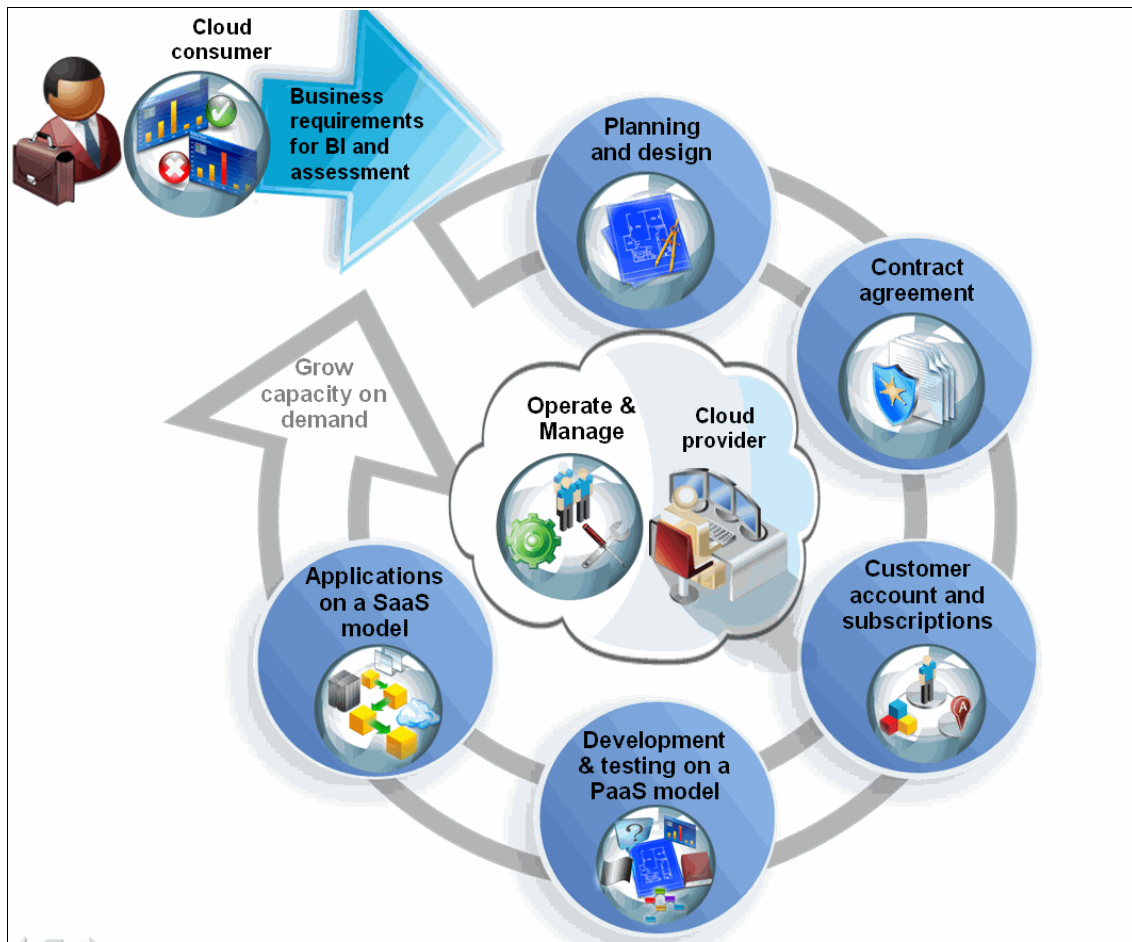 Cloud
consumer
Business
requirements
for BI and
assessment
Planning
and design
Contract
agreement
Grow
capacity on
demand
Operate &
Manage
Cloud
provider
Applications
on a SaaS
model
Customer
account and
subscriptions
A
Development
& testing on a
PaaS model
?